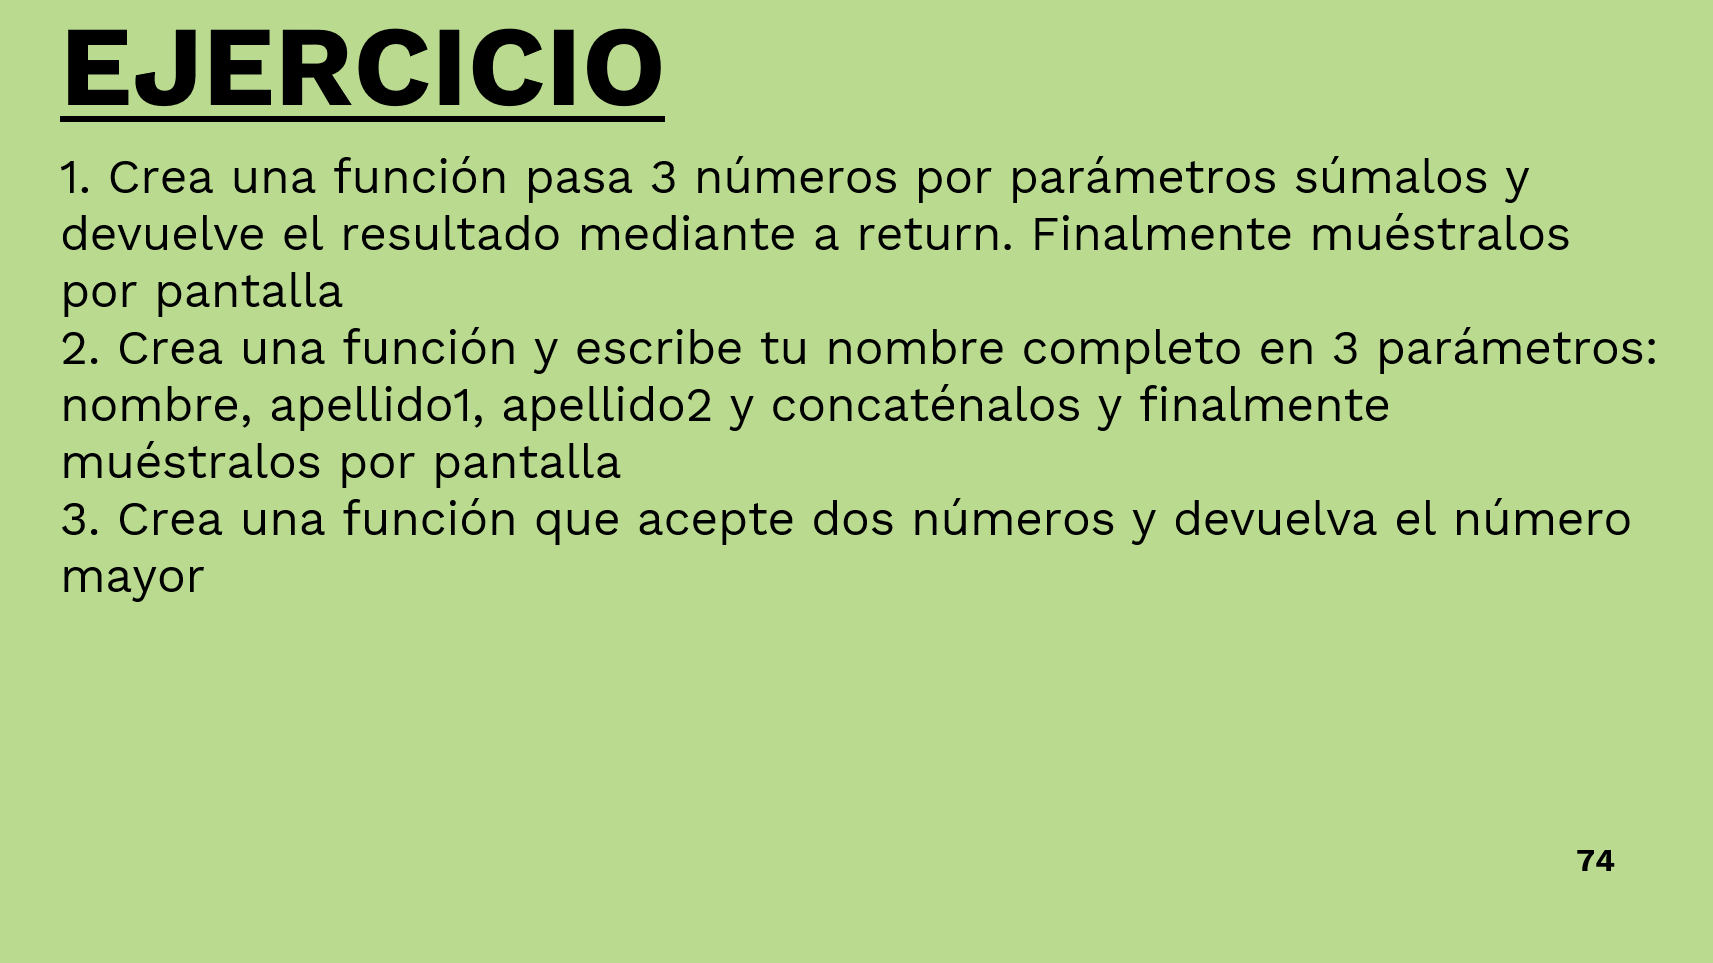 EJERCICIO
1. Crea una función pasa 3 números por parámetros súmalos y
devuelve el resultado mediante a return. Finalmente muéstralos
por pantalla
2. Crea una función y escribe tu nombre completo en 3 parámetros:
nombre, apellido1, apellido2 y concaténalos y finalmente
muéstralos por pantalla
3. Crea una función que acepte dos números y devuelva el número
mayor
74